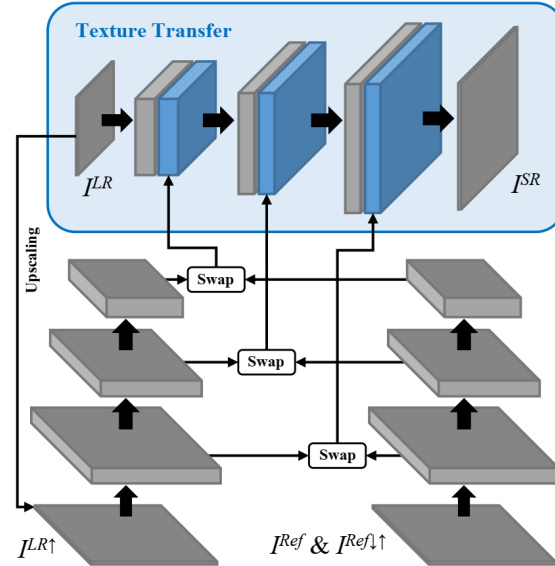 Texture Transfer
I^LR
I^SR
Upscaling
Swap
Swap
Swap
I^LR↑
I^Ref & I^Ref↓↑